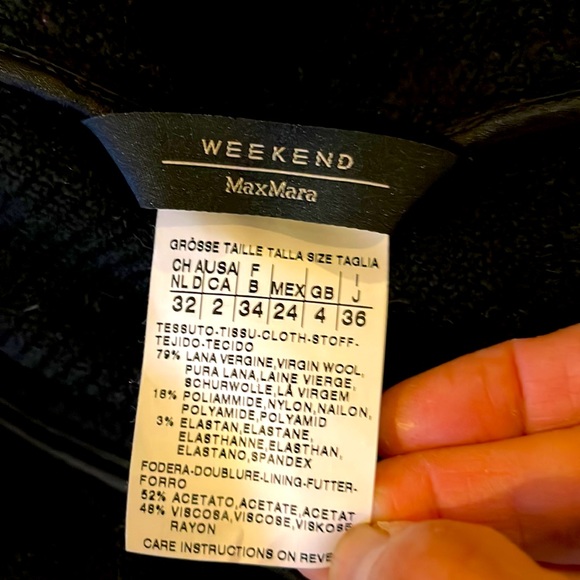 WEEKEND
MaxMara
GRÖSSE TAILLE TALLA SIZE TAGLIA
CH A USA F I
NL D CA B MEX GB J
32 2 34 24 4 36
TESSUTO-TISSU-CLOTH-STOFF-
TEJIDO-TECIDO
79% LANA VERGINE,VIRGIN WOOL,
PURA LANA,LAINE VIERGE,
SCHURWOLLE,LÃ VIRGEM
18% POLIAMMIDE,NYLON,NAILON,
POLYAMIDE,POLYAMID
3% ELASTAN,ELASTANE,
ELASTHANNE,ELASTHAN,
ELASTANO,SPANDEX
FODERA-DOUBLURE-LINING-FUTTER-
FORRO
52% ACETATO,ACETATE,ACETAT
48% VISCOSA,VISCOSE,VISKOSE
RAYON
CARE INSTRUCTIONS ON REVE